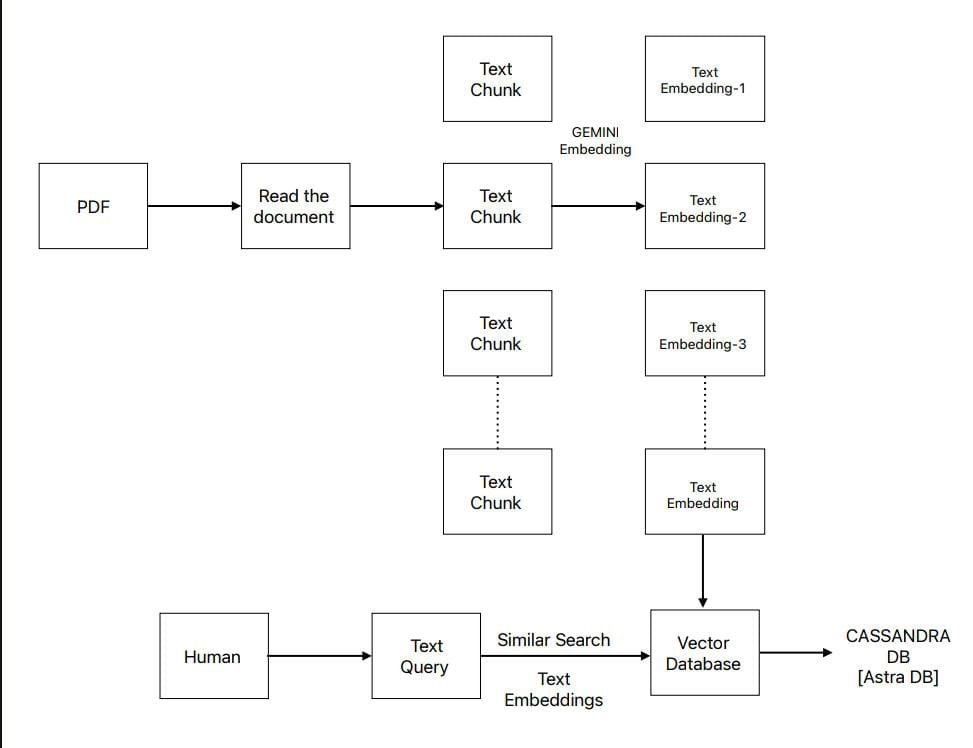 Text
Chunk
Text
Embedding-1
GEMINI
Embedding
PDF
Read the
document
Text
Chunk
Text
Embedding-2
Text
Chunk
Text
Embedding-3
Text
Chunk
Text
Embedding
Human
Text
Query
Similar Search
Text
Embeddings
Vector
Database
CASSANDRA
DB
[Astra DB]